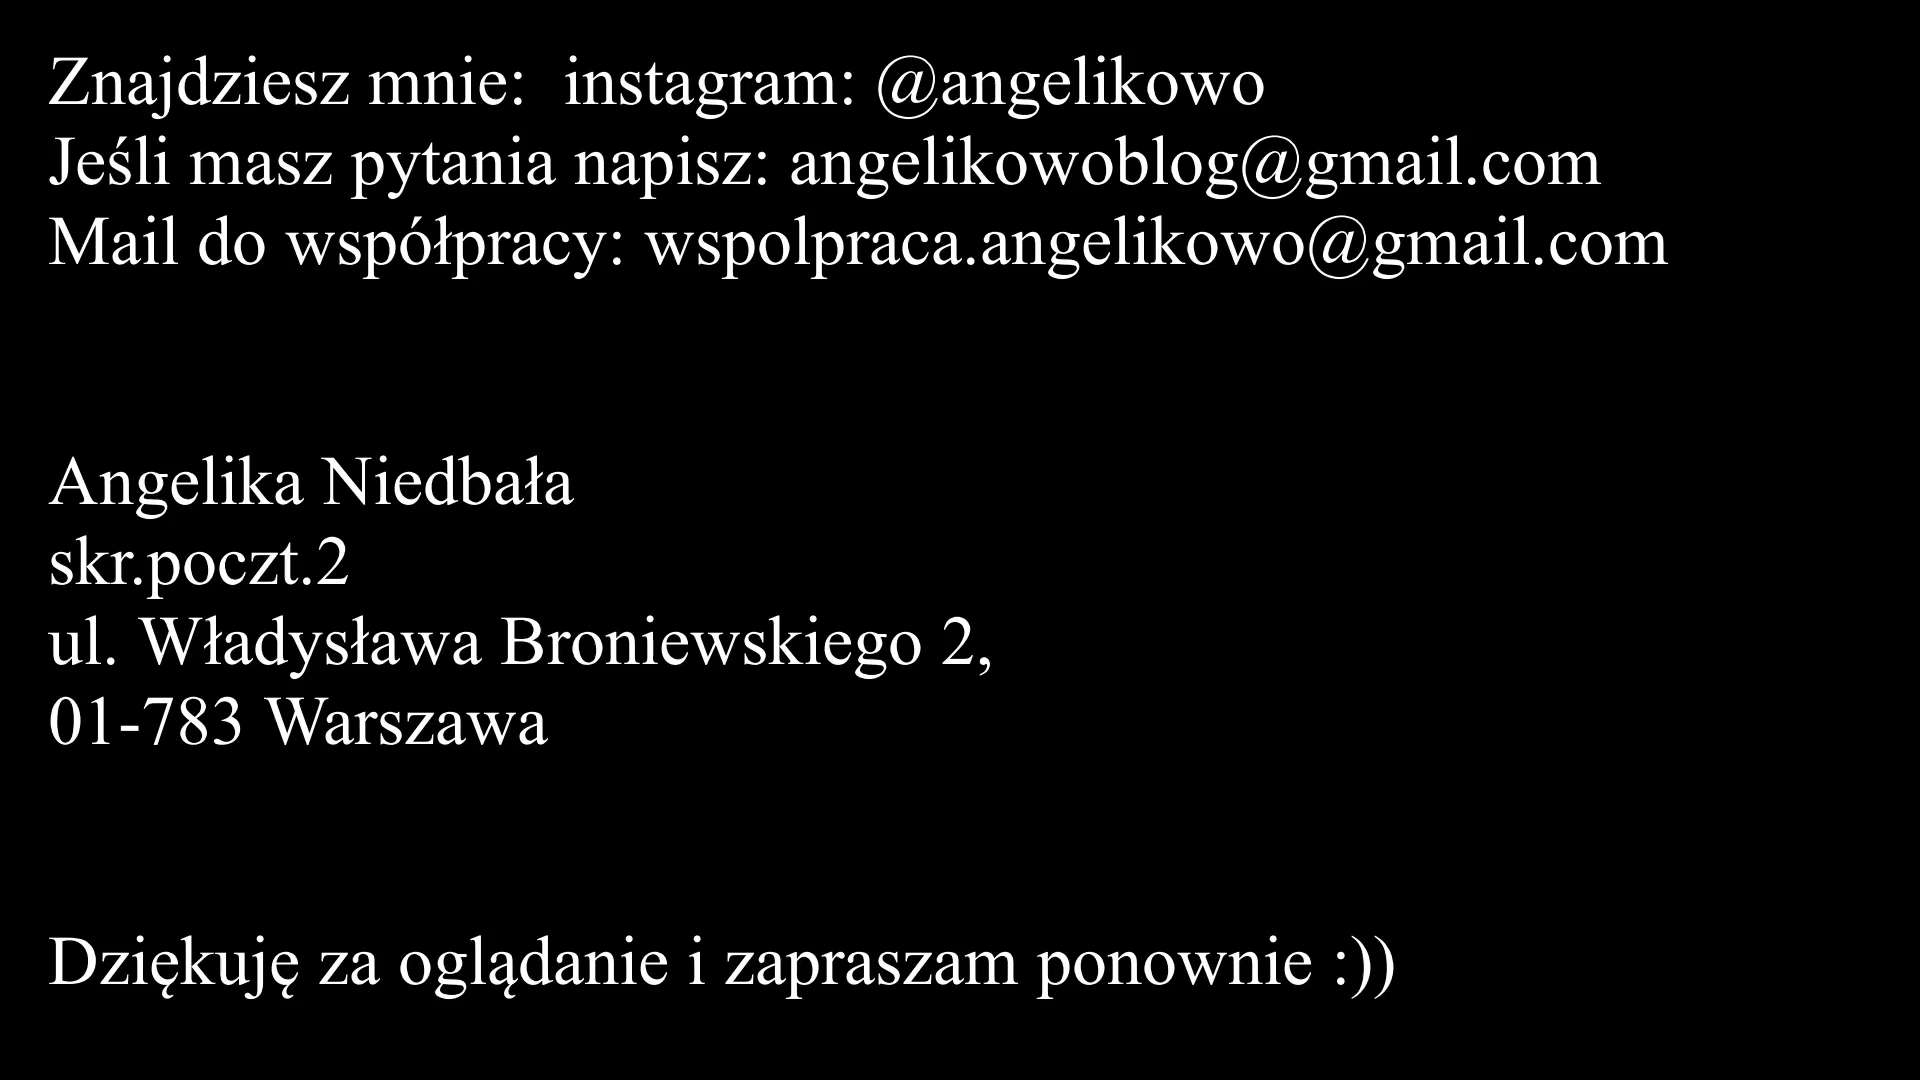 Znajdziesz mnie:  instagram: @angelikowo
Jeśli masz pytania napisz: angelikowoblog@gmail.com
Mail do współpracy: wspolpraca.angelikowo@gmail.com
Angelika Niedbała
skr.poczt.2
ul. Władysława Broniewskiego 2,
01-783 Warszawa
Dziękuję za oglądanie i zapraszam ponownie :))